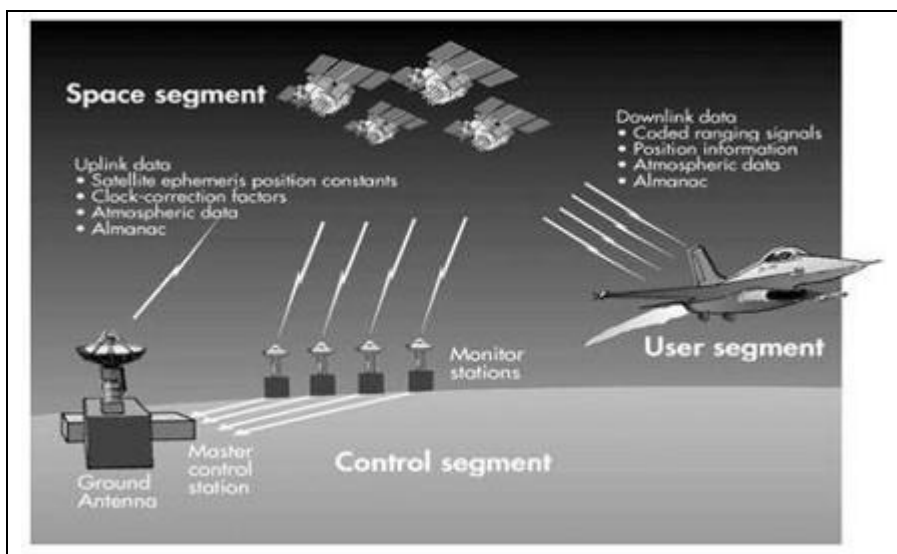 Space segment
Uplink data
• Satellite ephemeris position constants
• Clock-correction factors
• Atmospheric data
• Almanac
Downlink data
• Coded ranging signals
• Position information
• Atmospheric data
• Almanac
User segment
Monitor
stations
Master
control
station
Control segment
Ground
Antenna